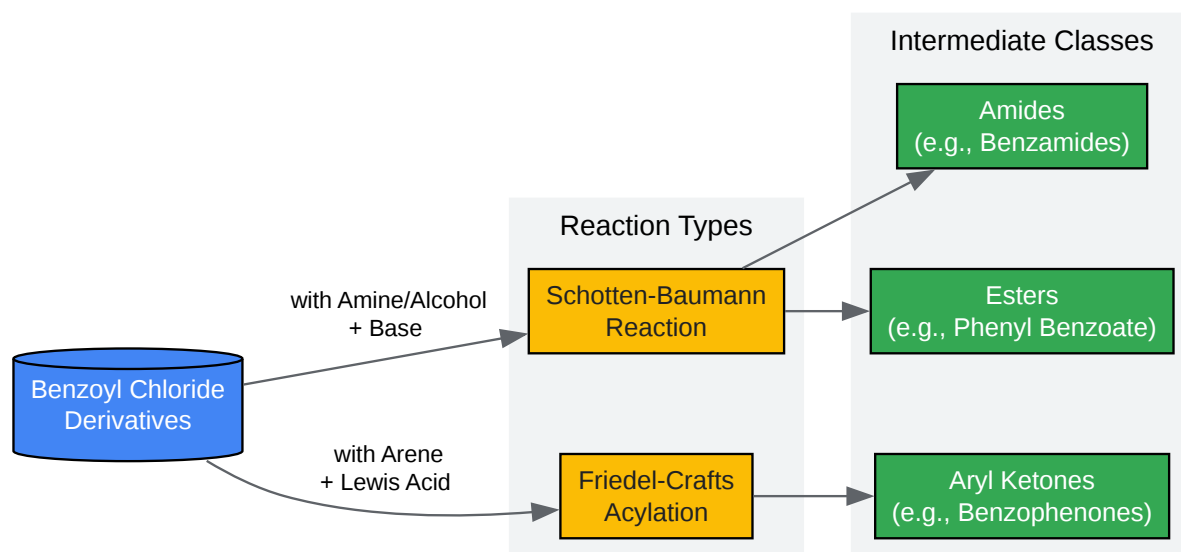 Intermediate Classes
Amides
(e.g., Benzamides)
Reaction Types
Schotten-Baumann
Reaction
Esters
(e.g., Phenyl Benzoate)
with Amine/Alcohol
+ Base
Benzoyl Chloride
Derivatives
with Arene
+ Lewis Acid
Friedel-Crafts
Acylation
Aryl Ketones
(e.g., Benzophenones)